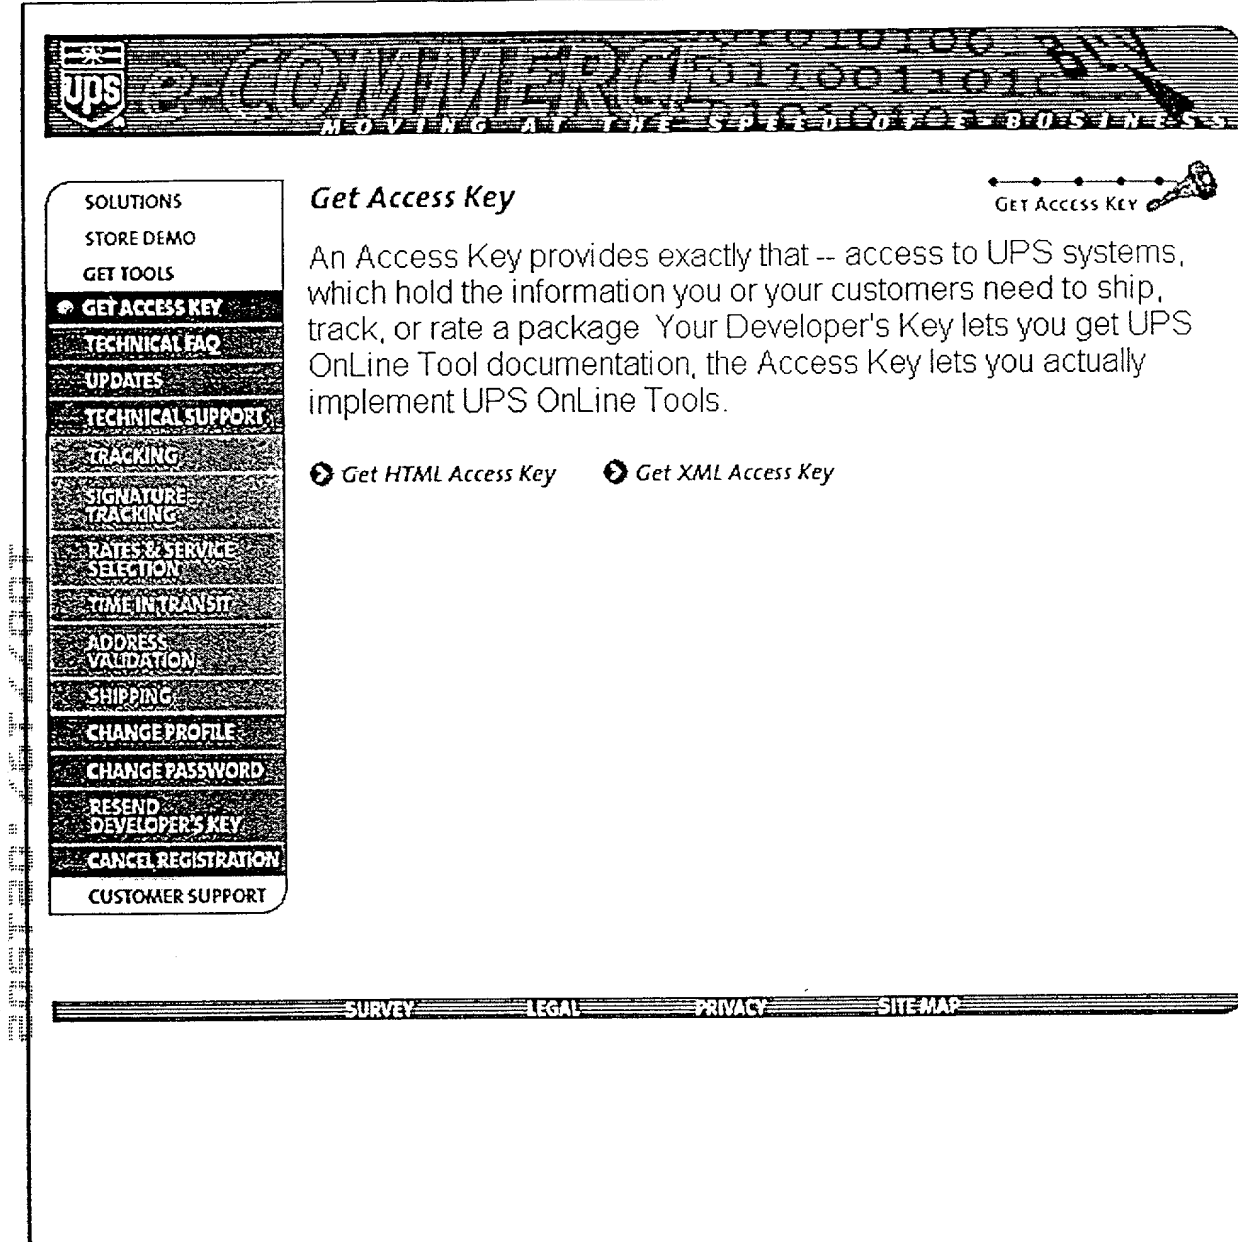 ups
e-COMMERCE
MOVING AT THE SPEED OF E-BUSINESS
SOLUTIONS
STORE DEMO
GET TOOLS
GET ACCESS KEY
TECHNICAL FAQ
UPDATES
TECHNICAL SUPPORT
TRACKING
SIGNATURE
TRACKING
RATES & SERVICE
SELECTION
TIME IN TRANSIT
ADDRESS
VALIDATION
SHIPPING
CHANGE PROFILE
CHANGE PASSWORD
RESEND
DEVELOPER'S KEY
CANCEL REGISTRATION
CUSTOMER SUPPORT
Get Access Key
GET ACCESS KEY
An Access Key provides exactly that -- access to UPS systems,
which hold the information you or your customers need to ship,
track, or rate a package Your Developer's Key lets you get UPS
OnLine Tool documentation, the Access Key lets you actually
implement UPS OnLine Tools.
Get HTML Access Key
Get XML Access Key
SURVEY LEGAL PRIVACY SITE MAP